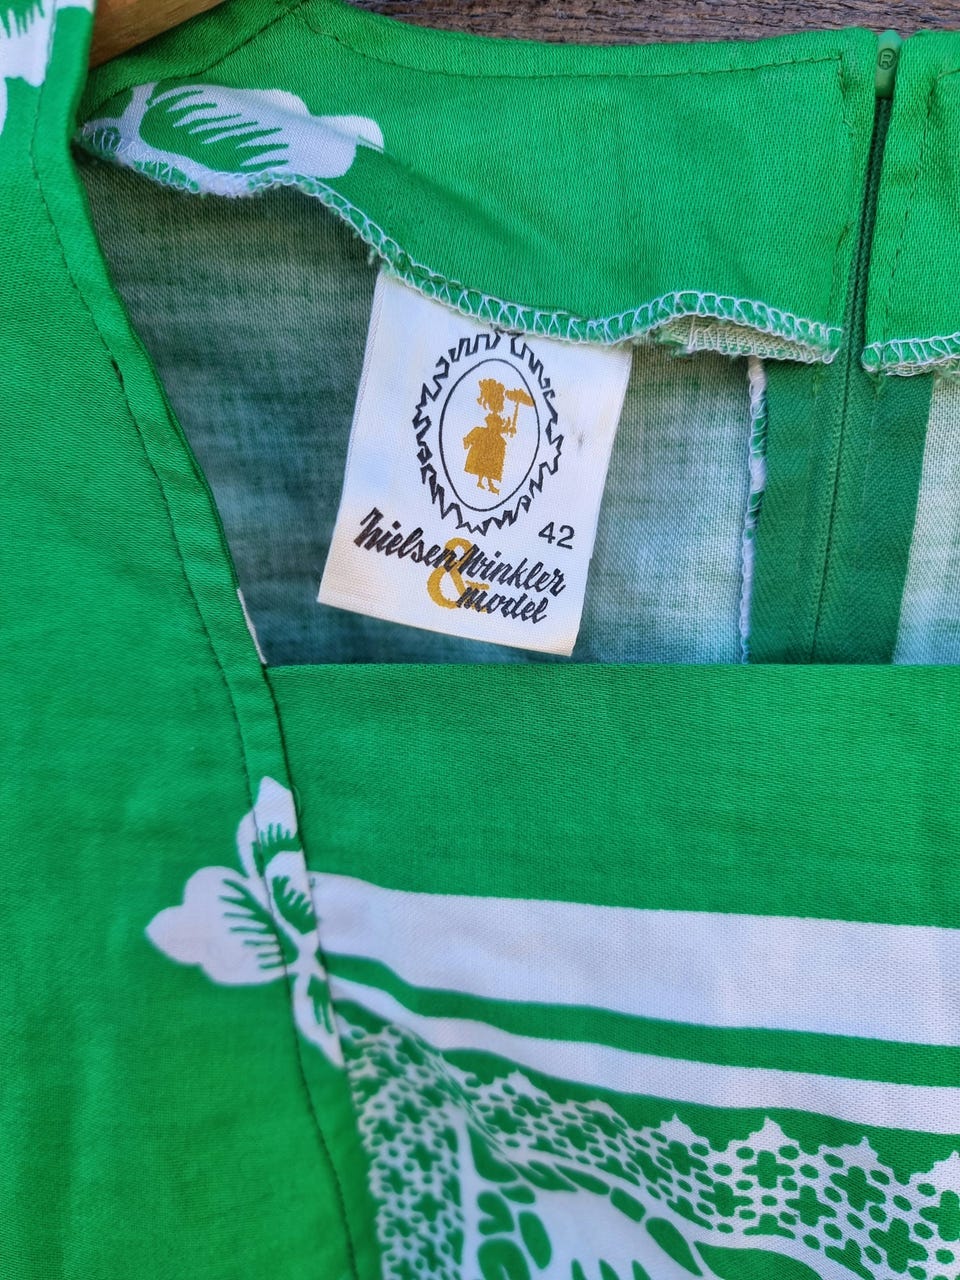 R
42
Nielsen Winkler
& model